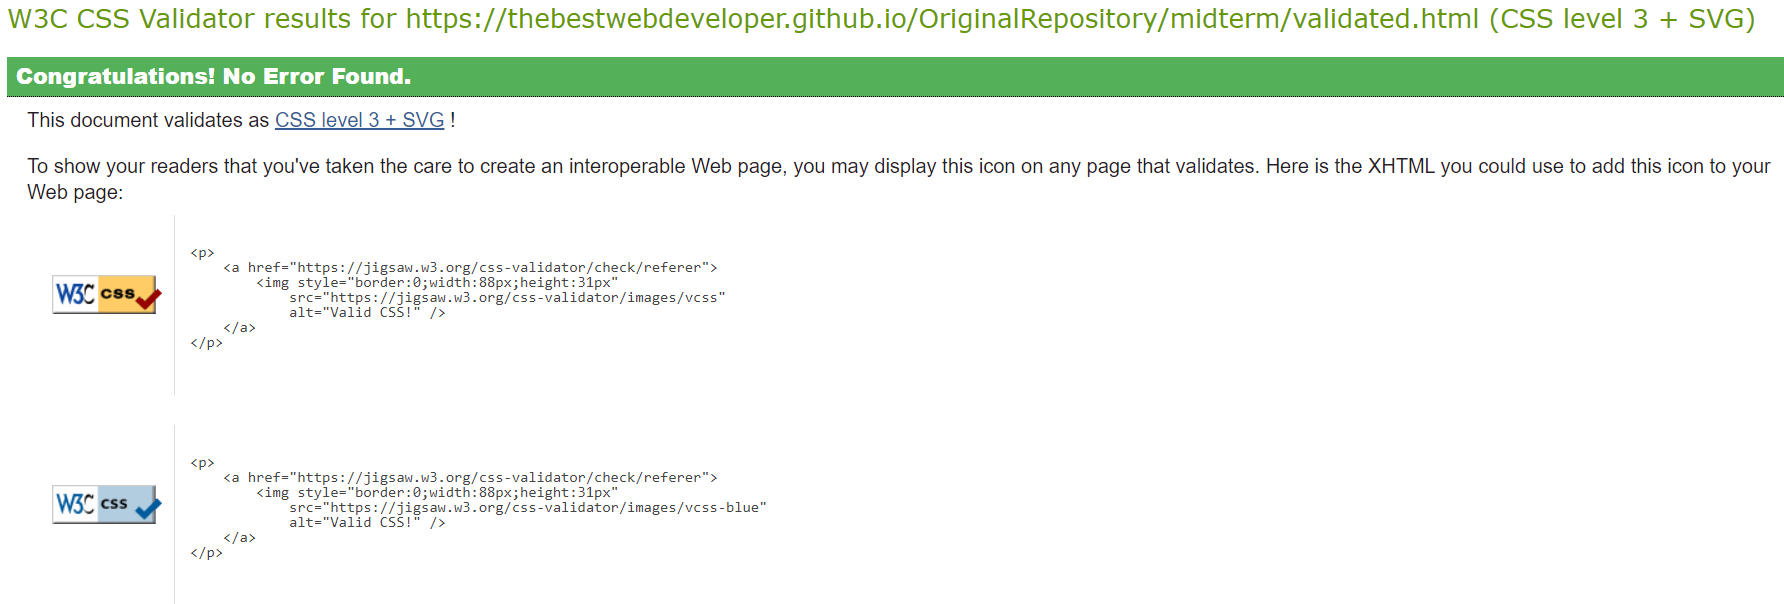 W3C CSS Validator results for https://thebestwebdeveloper.github.io/OriginalRepository/midterm/validated.html (CSS level 3 + SVG)
Congratulations! No Error Found.
This document validates as CSS level 3 + SVG !
To show your readers that you've taken the care to create an interoperable Web page, you may display this icon on any page that validates. Here is the XHTML you could use to add this icon to your
Web page:
<p>
    <a href="https://jigsaw.w3.org/css-validator/check/referer">
        <img style="border:0;width:88px;height:31px"
            src="https://jigsaw.w3.org/css-validator/images/vcss"
            alt="Valid CSS!" />
W3C css
    </a>
</p>
<p>
    <a href="https://jigsaw.w3.org/css-validator/check/referer">
        <img style="border:0;width:88px;height:31px"
            src="https://jigsaw.w3.org/css-validator/images/vcss-blue"
            alt="Valid CSS!" />
W3C css
    </a>
</p>